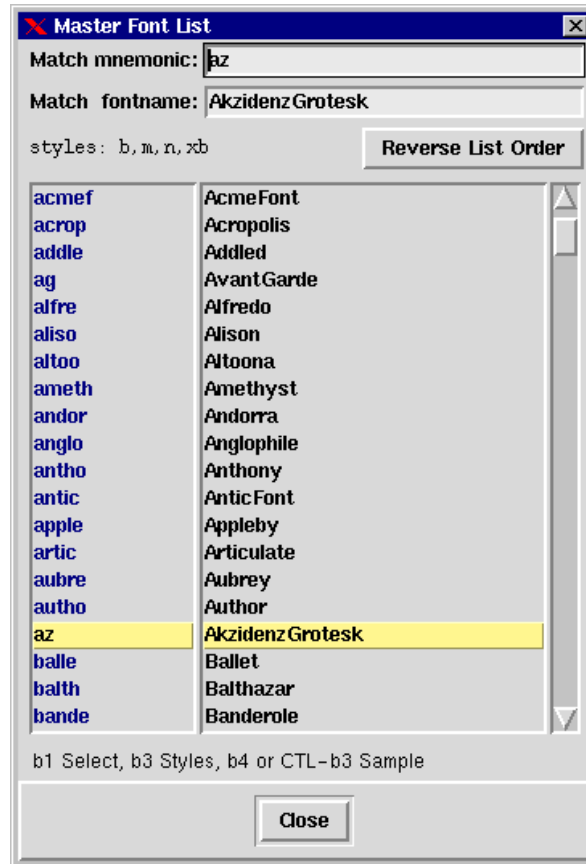 Master Font List
Match mnemonic: az
Match fontname: AkzidenzGrotesk
styles: b,m,n,xb Reverse List Order
acmef AcmeFont
acrop Acropolis
addle Addled
ag AvantGarde
alfre Alfredo
aliso Alison
altoo Altoona
ameth Amethyst
andor Andorra
anglo Anglophile
antho Anthony
antic AnticFont
apple Appleby
artic Articulate
aubre Aubrey
autho Author
az AkzidenzGrotesk
balle Ballet
balth Balthazar
bande Banderole
b1 Select, b3 Styles, b4 or CTL-b3 Sample
Close